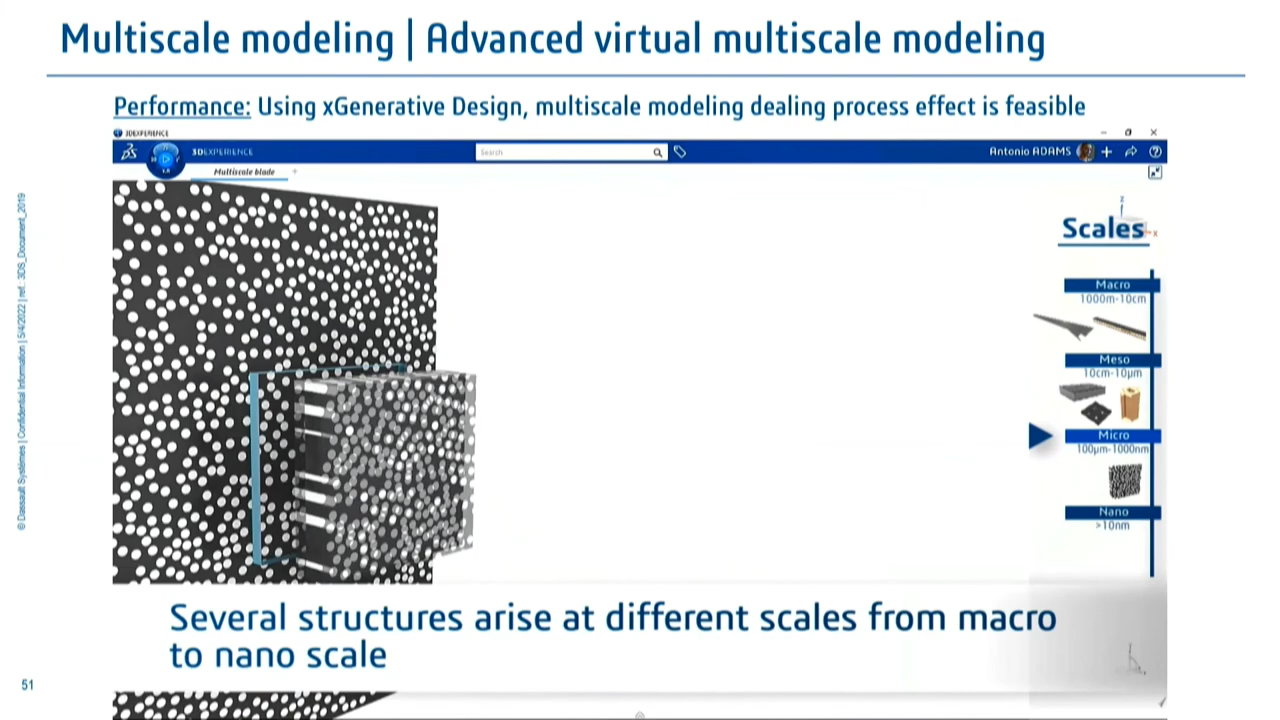 Multiscale modeling | Advanced virtual multiscale modeling
Performance: Using xGenerative Design, multiscale modeling dealing process effect is feasible
3DEXPERIENCE
3DEXPERIENCE
Search
Antonio ADAMS
Multiscale blade
Scales
Macro
1000m-10cm
Meso
10cm-10µm
Micro
100µm-1000nm
Nano
>10nm
Several structures arise at different scales from macro
to nano scale
© Dassault Systèmes | Confidential Information | 5/4/2022 | ref.: 3DS_Document_2019
51